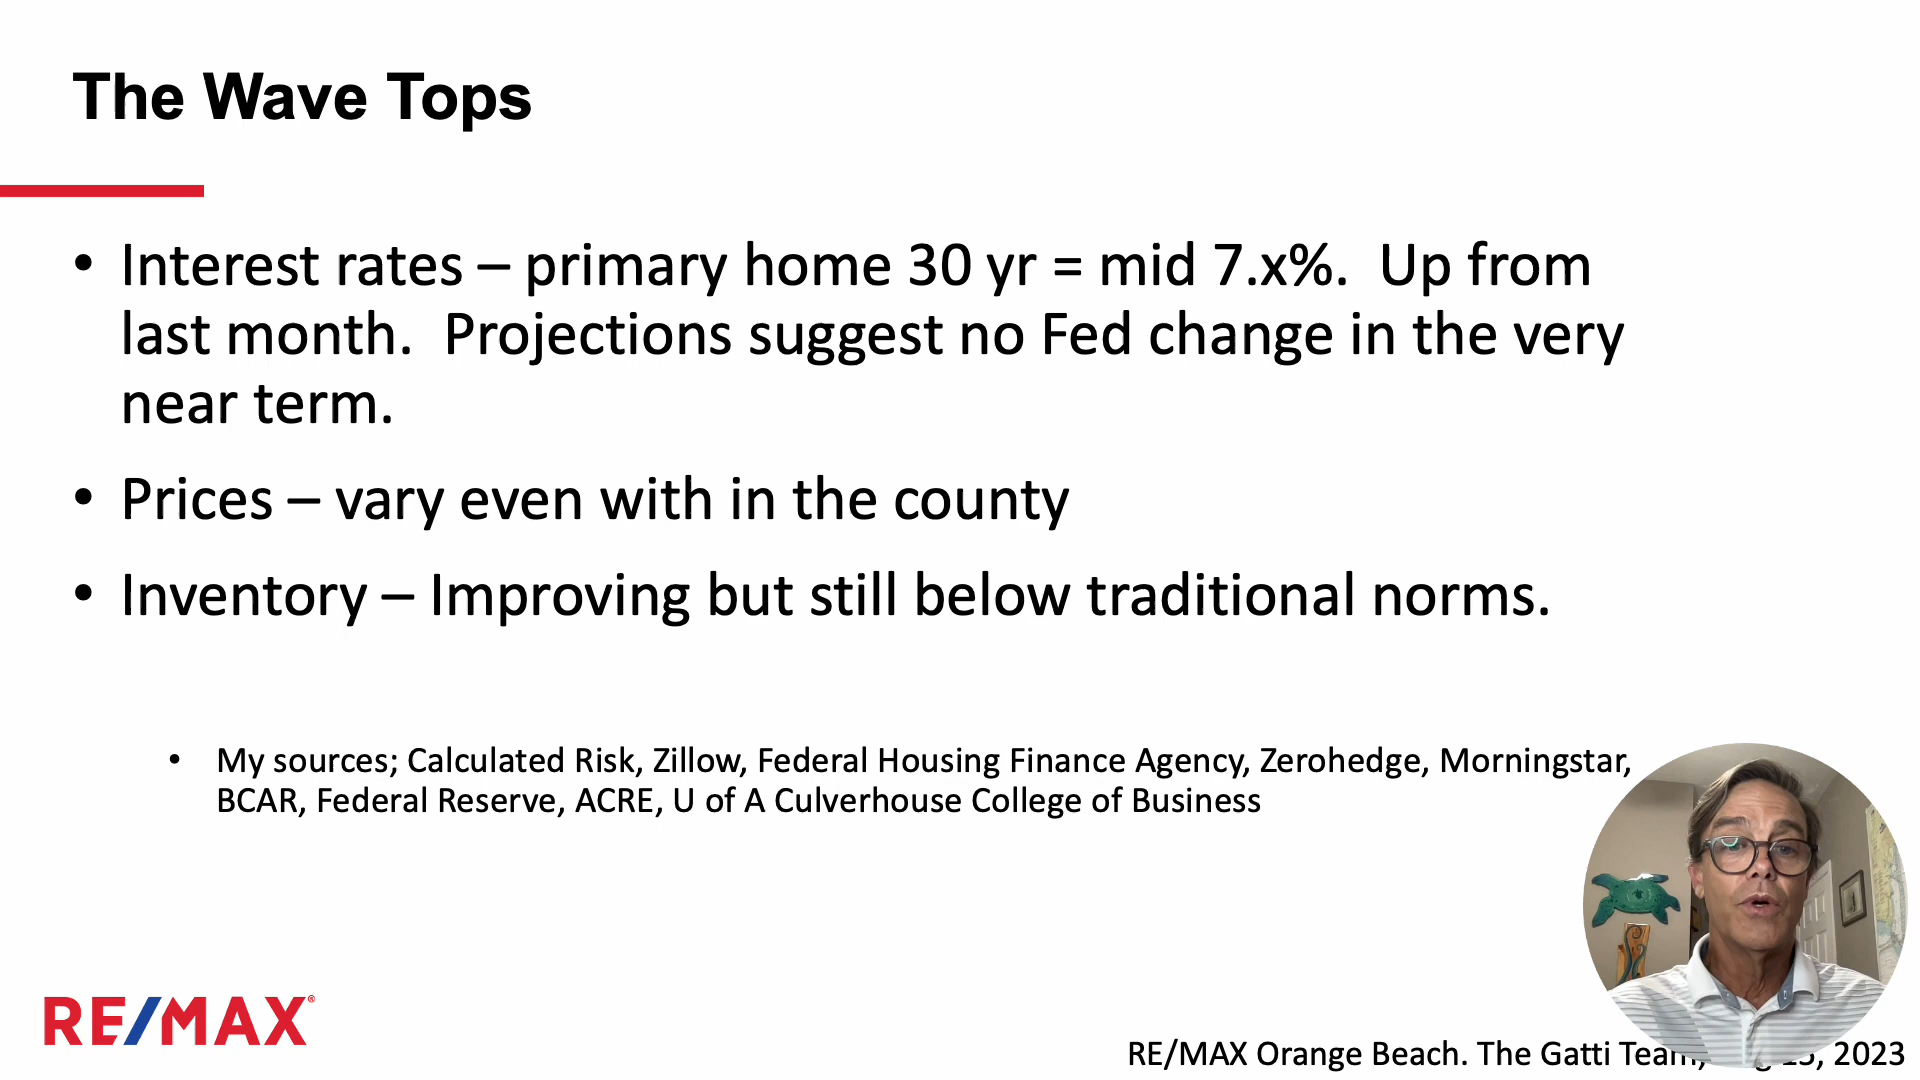 The Wave Tops
• Interest rates – primary home 30 yr = mid 7.x%.  Up from
last month.  Projections suggest no Fed change in the very
near term.
• Prices – vary even with in the county
• Inventory – Improving but still below traditional norms.
• My sources; Calculated Risk, Zillow, Federal Housing Finance Agency, Zerohedge, Morningstar,
BCAR, Federal Reserve, ACRE, U of A Culverhouse College of Business
RE/MAX®
RE/MAX Orange Beach. The Gatti Team, 2023